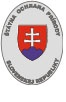 ŠTÁTNA OCHRANA PRÍRODY
SLOVENSKEJ REPUBLIKY